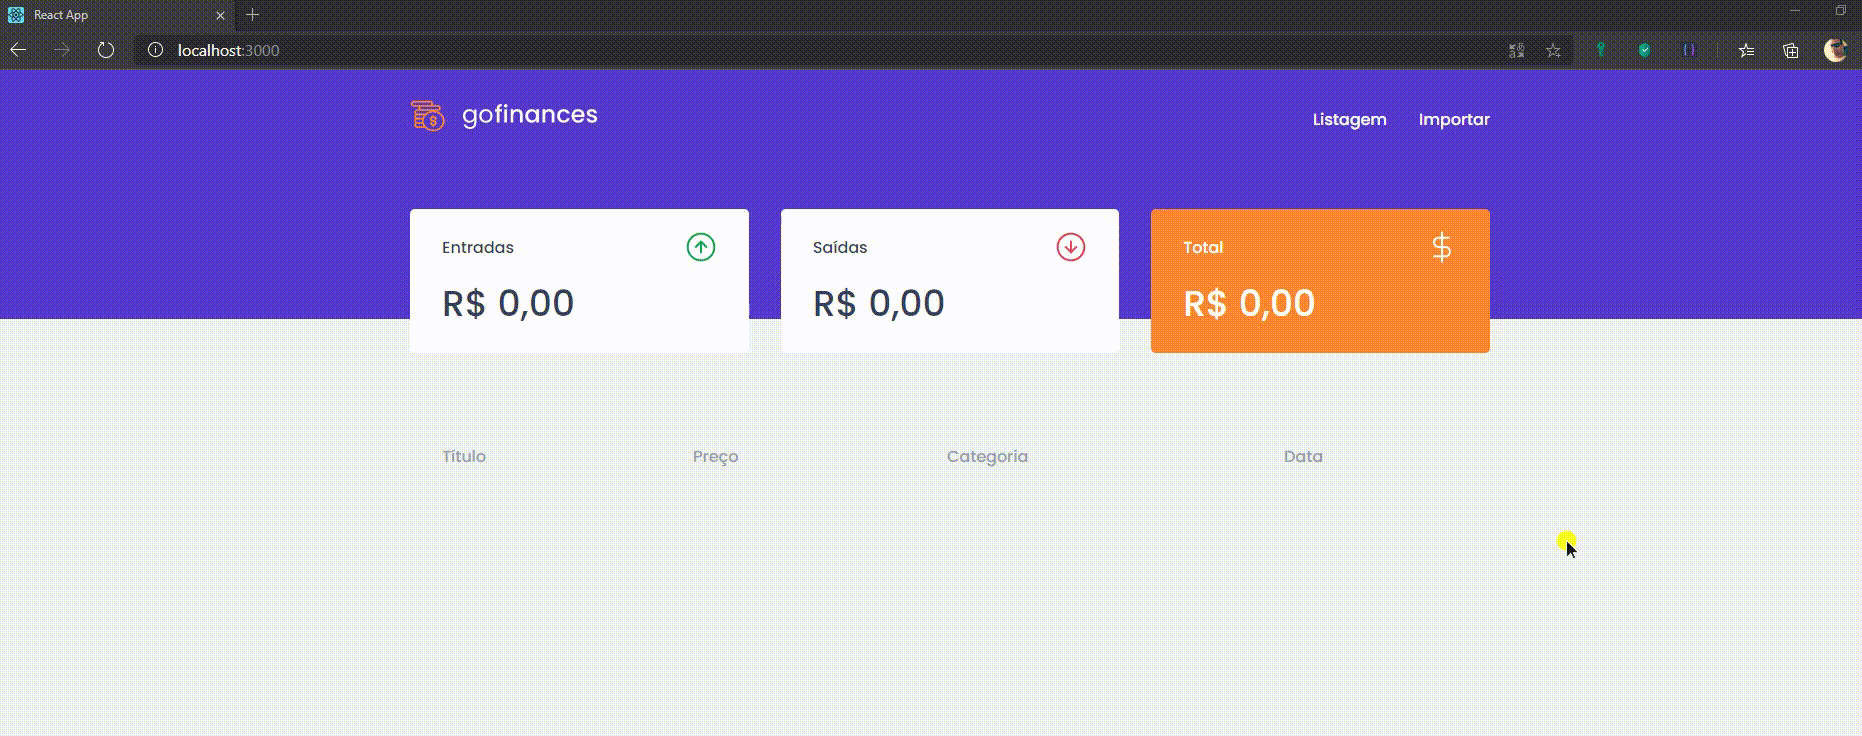 React App
localhost:3000
gofinances
Listagem Importar
Entradas
R$ 0,00
Saídas
R$ 0,00
Total
$
R$ 0,00
Título Preço Categoria Data